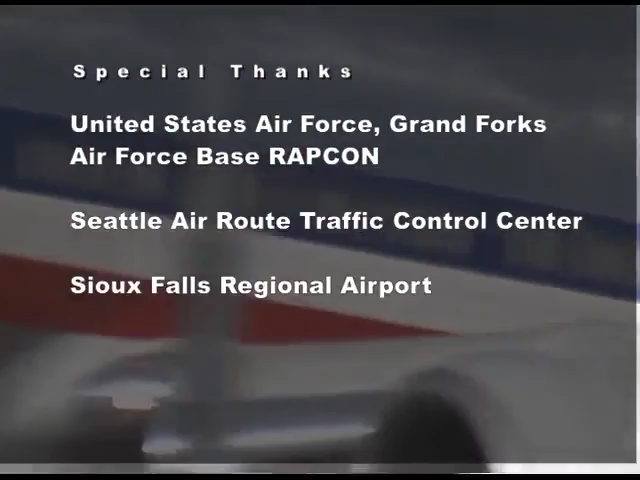 Special Thanks
United States Air Force, Grand Forks
Air Force Base RAPCON
Seattle Air Route Traffic Control Center
Sioux Falls Regional Airport